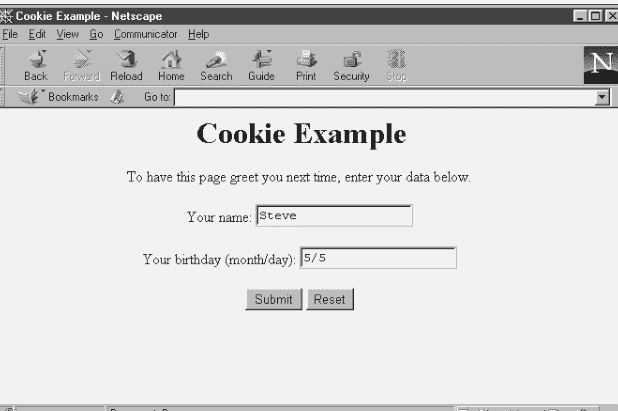 Cookie Example - Netscape
File Edit View Go Communicator Help
Back Forward Reload Home Search Guide Print Security Stop
N
Bookmarks Go to:
Cookie Example
To have this page greet you next time, enter your data below.
Your name: Steve
Your birthday (month/day): 5/5
Submit Reset